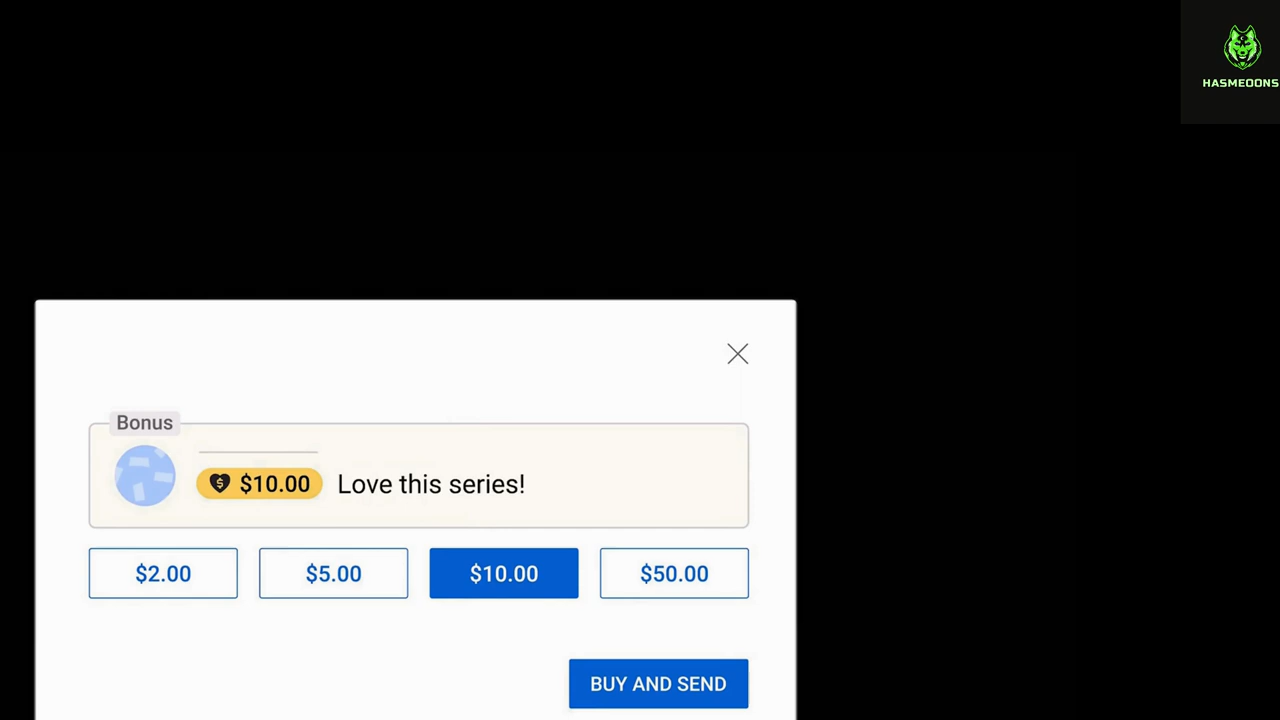 HASMEOONS
Bonus
$10.00 Love this series!
$2.00 $5.00 $10.00 $50.00
BUY AND SEND